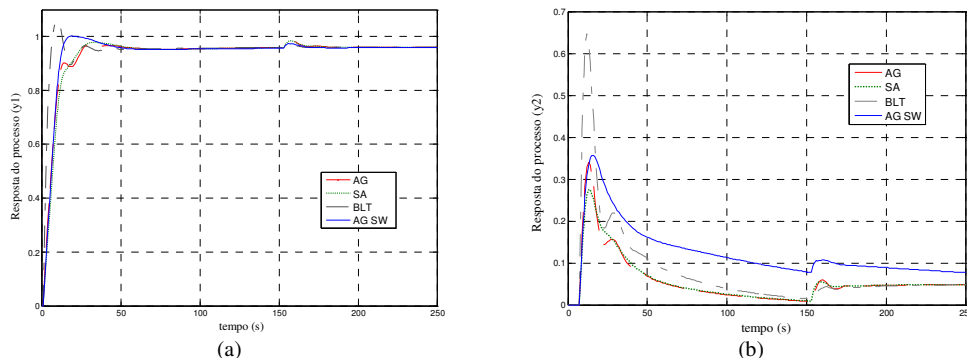 Resposta do processo (y1)
1
0.8
0.6
0.4
0.2
0
0
50
100
150
200
250
tempo (s)
AG
SA
BLT
AG SW
(a)
Resposta do processo (y2)
0.7
0.6
0.5
0.4
0.3
0.2
0.1
0
0
50
100
150
200
250
tempo (s)
AG
SA
BLT
AG SW
(b)